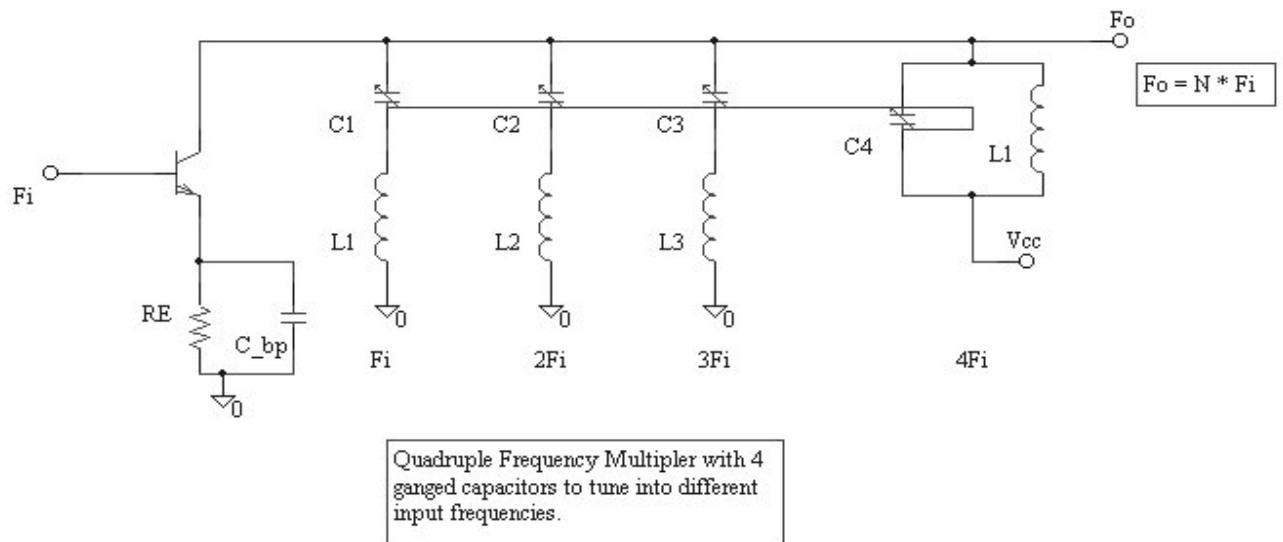 Fo
Fo = N * Fi
C1
C2
C3
C4
L1
Fi
L1
L2
L3
Vcc
RE
C_bp
0
0
0
0
Fi
2Fi
3Fi
4Fi
Quadruple Frequency Multipler with 4
ganged capacitors to tune into different
input frequencies.